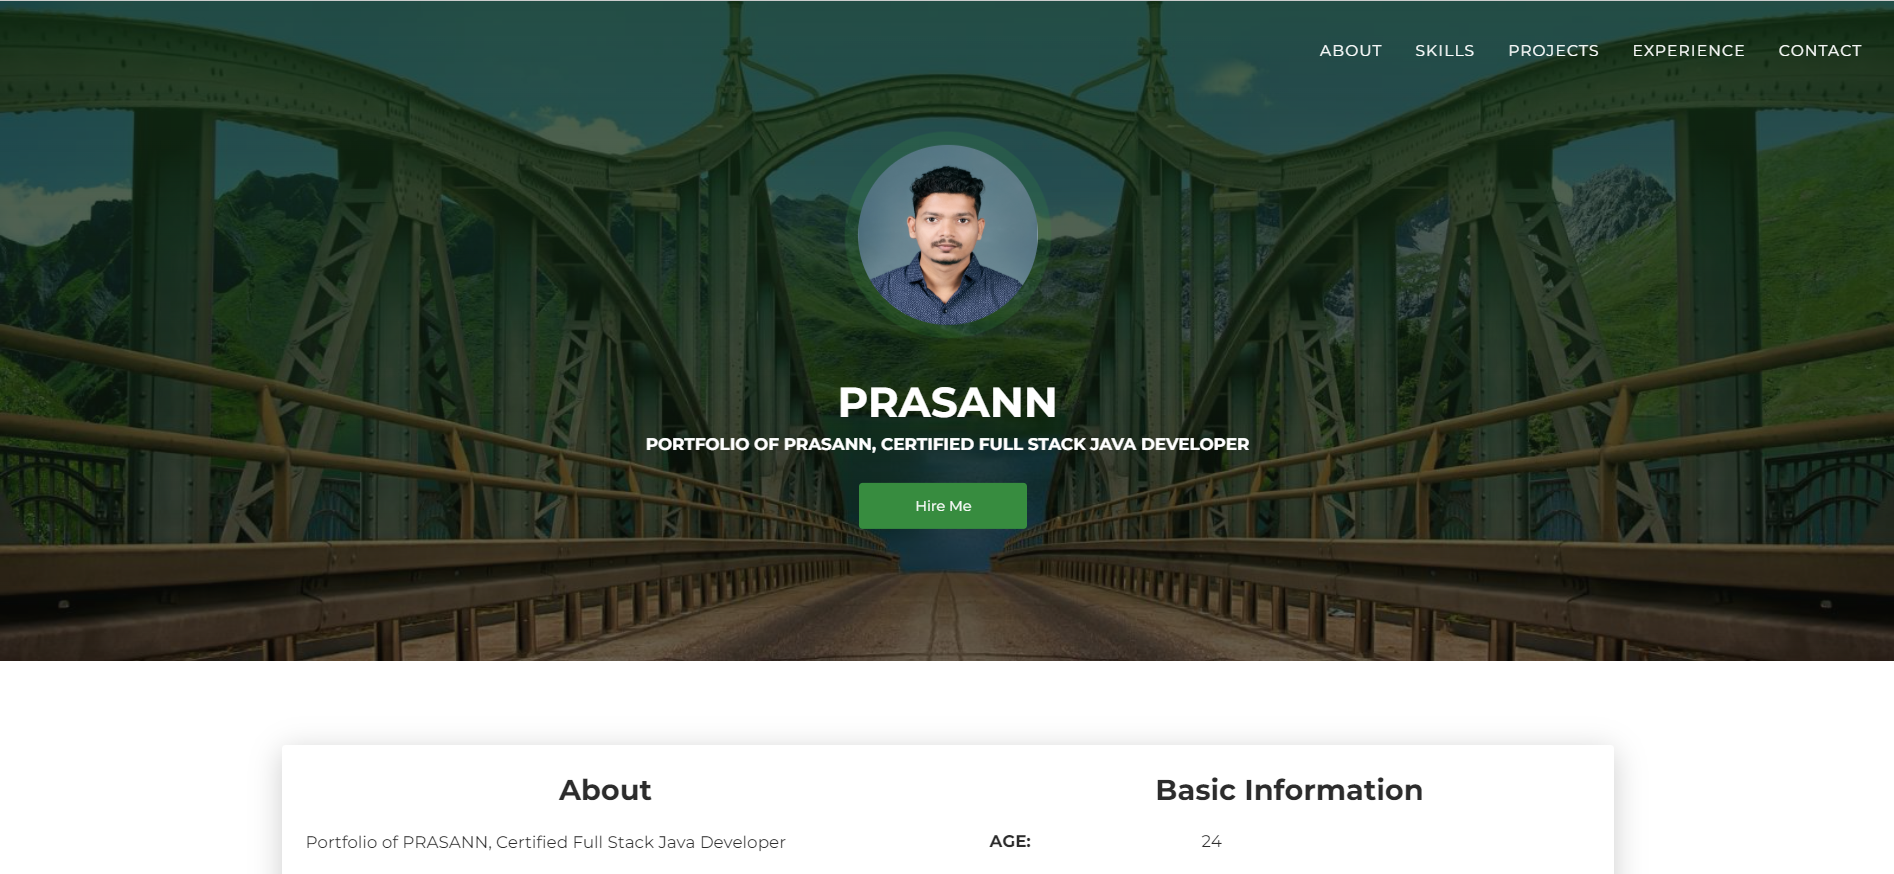 ABOUT SKILLS PROJECTS EXPERIENCE CONTACT
PRASANN
PORTFOLIO OF PRASANN, CERTIFIED FULL STACK JAVA DEVELOPER
Hire Me
About
Portfolio of PRASANN, Certified Full Stack Java Developer
Basic Information
AGE: 24